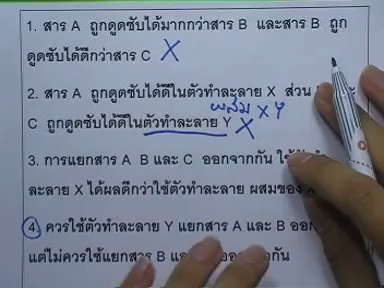 1. สาร A ถูกดูดซับได้มากกว่าสาร B และสาร B ถูก
ดูดซับได้ดีกว่าสาร C X
2. สาร A ถูกดูดซับได้ดีในตัวทำละลาย X ส่วน
ผสม X Y
C ถูกดูดซับได้ดีในตัวทำละลาย Y X
3. การแยกสาร A B และ C ออกจากกัน
ละลาย X ได้ผลดีกว่าใช้ตัวทำละลาย ผสมของ
4. ควรใช้ตัวทำละลาย Y แยกสาร A และ B
แต่ไม่ควรใช้แยกสาร B